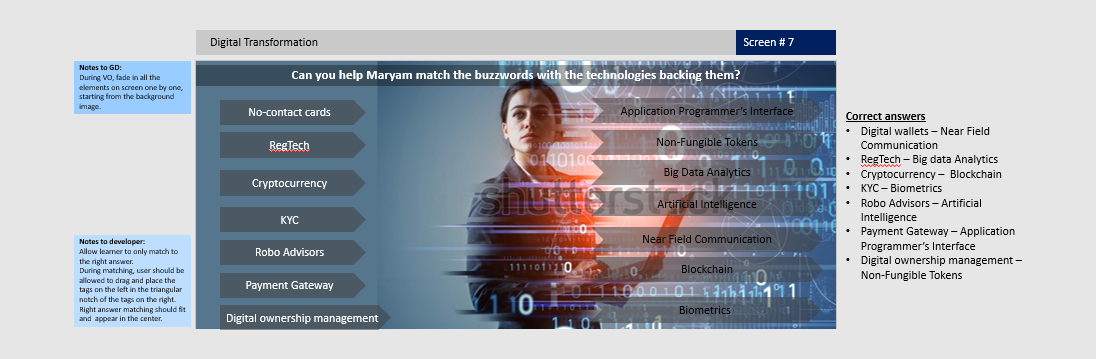 Digital Transformation
Screen # 7
Notes to GD:
During VO, fade in all the
elements on screen one by one,
starting from the background
image.
Can you help Maryam match the buzzwords with the technologies backing them?
No-contact cards
RegTech
Cryptocurrency
KYC
Robo Advisors
Payment Gateway
Digital ownership management
Application Programmer's Interface
Non-Fungible Tokens
Big Data Analytics
Artificial Intelligence
Near Field Communication
Blockchain
Biometrics
shutterstock
Notes to developer:
Allow learner to only match to
the right answer.
During matching, user should be
allowed to drag and place the
tags on the left in the triangular
notch of the tags on the right.
Right answer matching should fit
and appear in the center.
Correct answers
• Digital wallets – Near Field
Communication
• RegTech – Big data Analytics
• Cryptocurrency – Blockchain
• KYC – Biometrics
• Robo Advisors – Artificial
Intelligence
• Payment Gateway – Application
Programmer's Interface
• Digital ownership management –
Non-Fungible Tokens